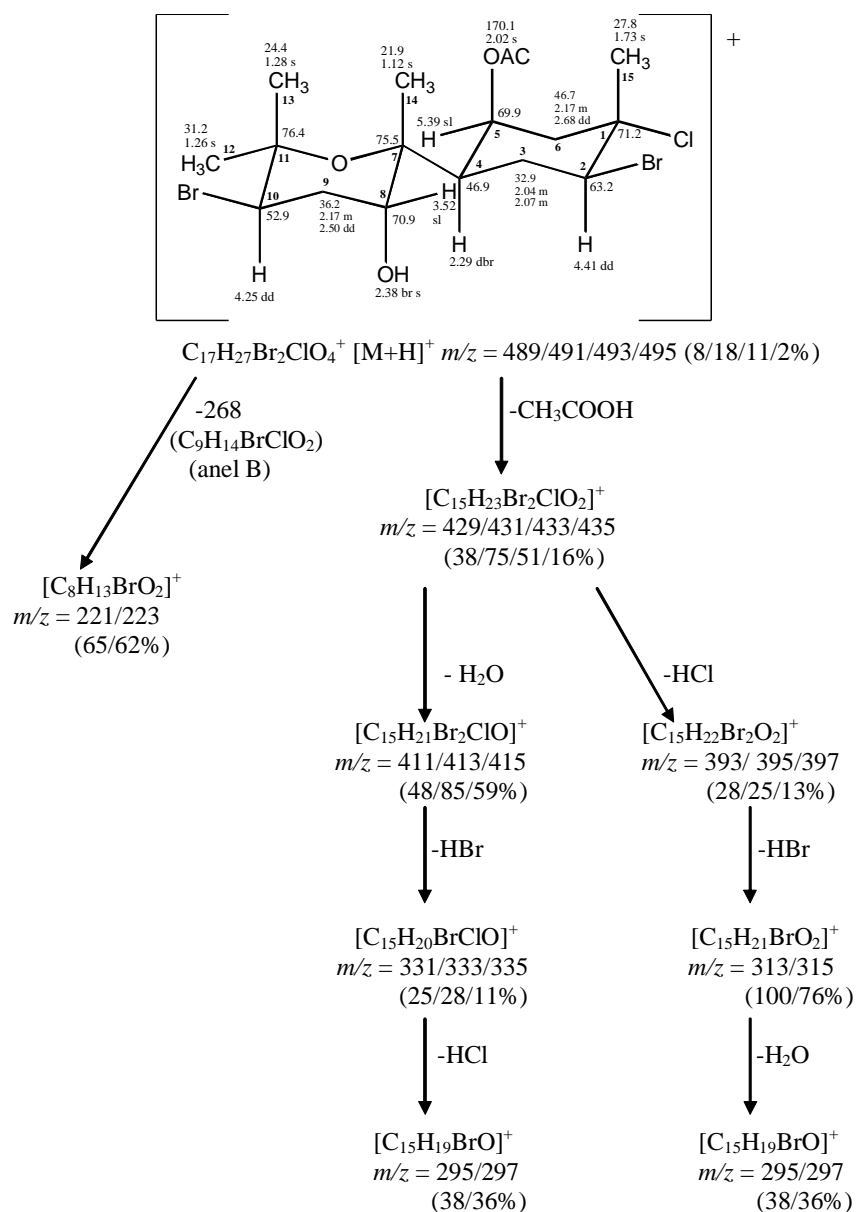 170.1
2.02 s
OAC
27.8
1.73 s
15
CH3
+
24.4
1.28 s
CH3
13
21.9
1.12 s
CH3
14
46.7
2.17 m
2.68 dd
5.39 sl
H
69.9
5
6
1
71.2
Cl
31.2
1.26 s
12
H3C
76.4
11
O
75.5
7
4
3
2
Br
Br
10
9
8
H
46.9
32.9
2.04 m
2.07 m
63.2
52.9
36.2
2.17 m
2.50 dd
70.9
3.52
sl
H
2.29 dbr
H
4.41 dd
H
4.25 dd
OH
2.38 br s
C17H27Br2ClO4+ [M+H]+ m/z = 489/491/493/495 (8/18/11/2%)
-268
(C9H14BrClO2)
(anel B)
-CH3COOH
[C15H23Br2ClO2]+
m/z = 429/431/433/435
(38/75/51/16%)
[C8H13BrO2]+
m/z = 221/223
(65/62%)
- H2O
-HCl
[C15H21Br2ClO]+
m/z = 411/413/415
(48/85/59%)
[C15H22Br2O2]+
m/z = 393/ 395/397
(28/25/13%)
-HBr
-HBr
[C15H20BrClO]+
m/z = 331/333/335
(25/28/11%)
[C15H21BrO2]+
m/z = 313/315
(100/76%)
-HCl
-H2O
[C15H19BrO]+
m/z = 295/297
(38/36%)
[C15H19BrO]+
m/z = 295/297
(38/36%)